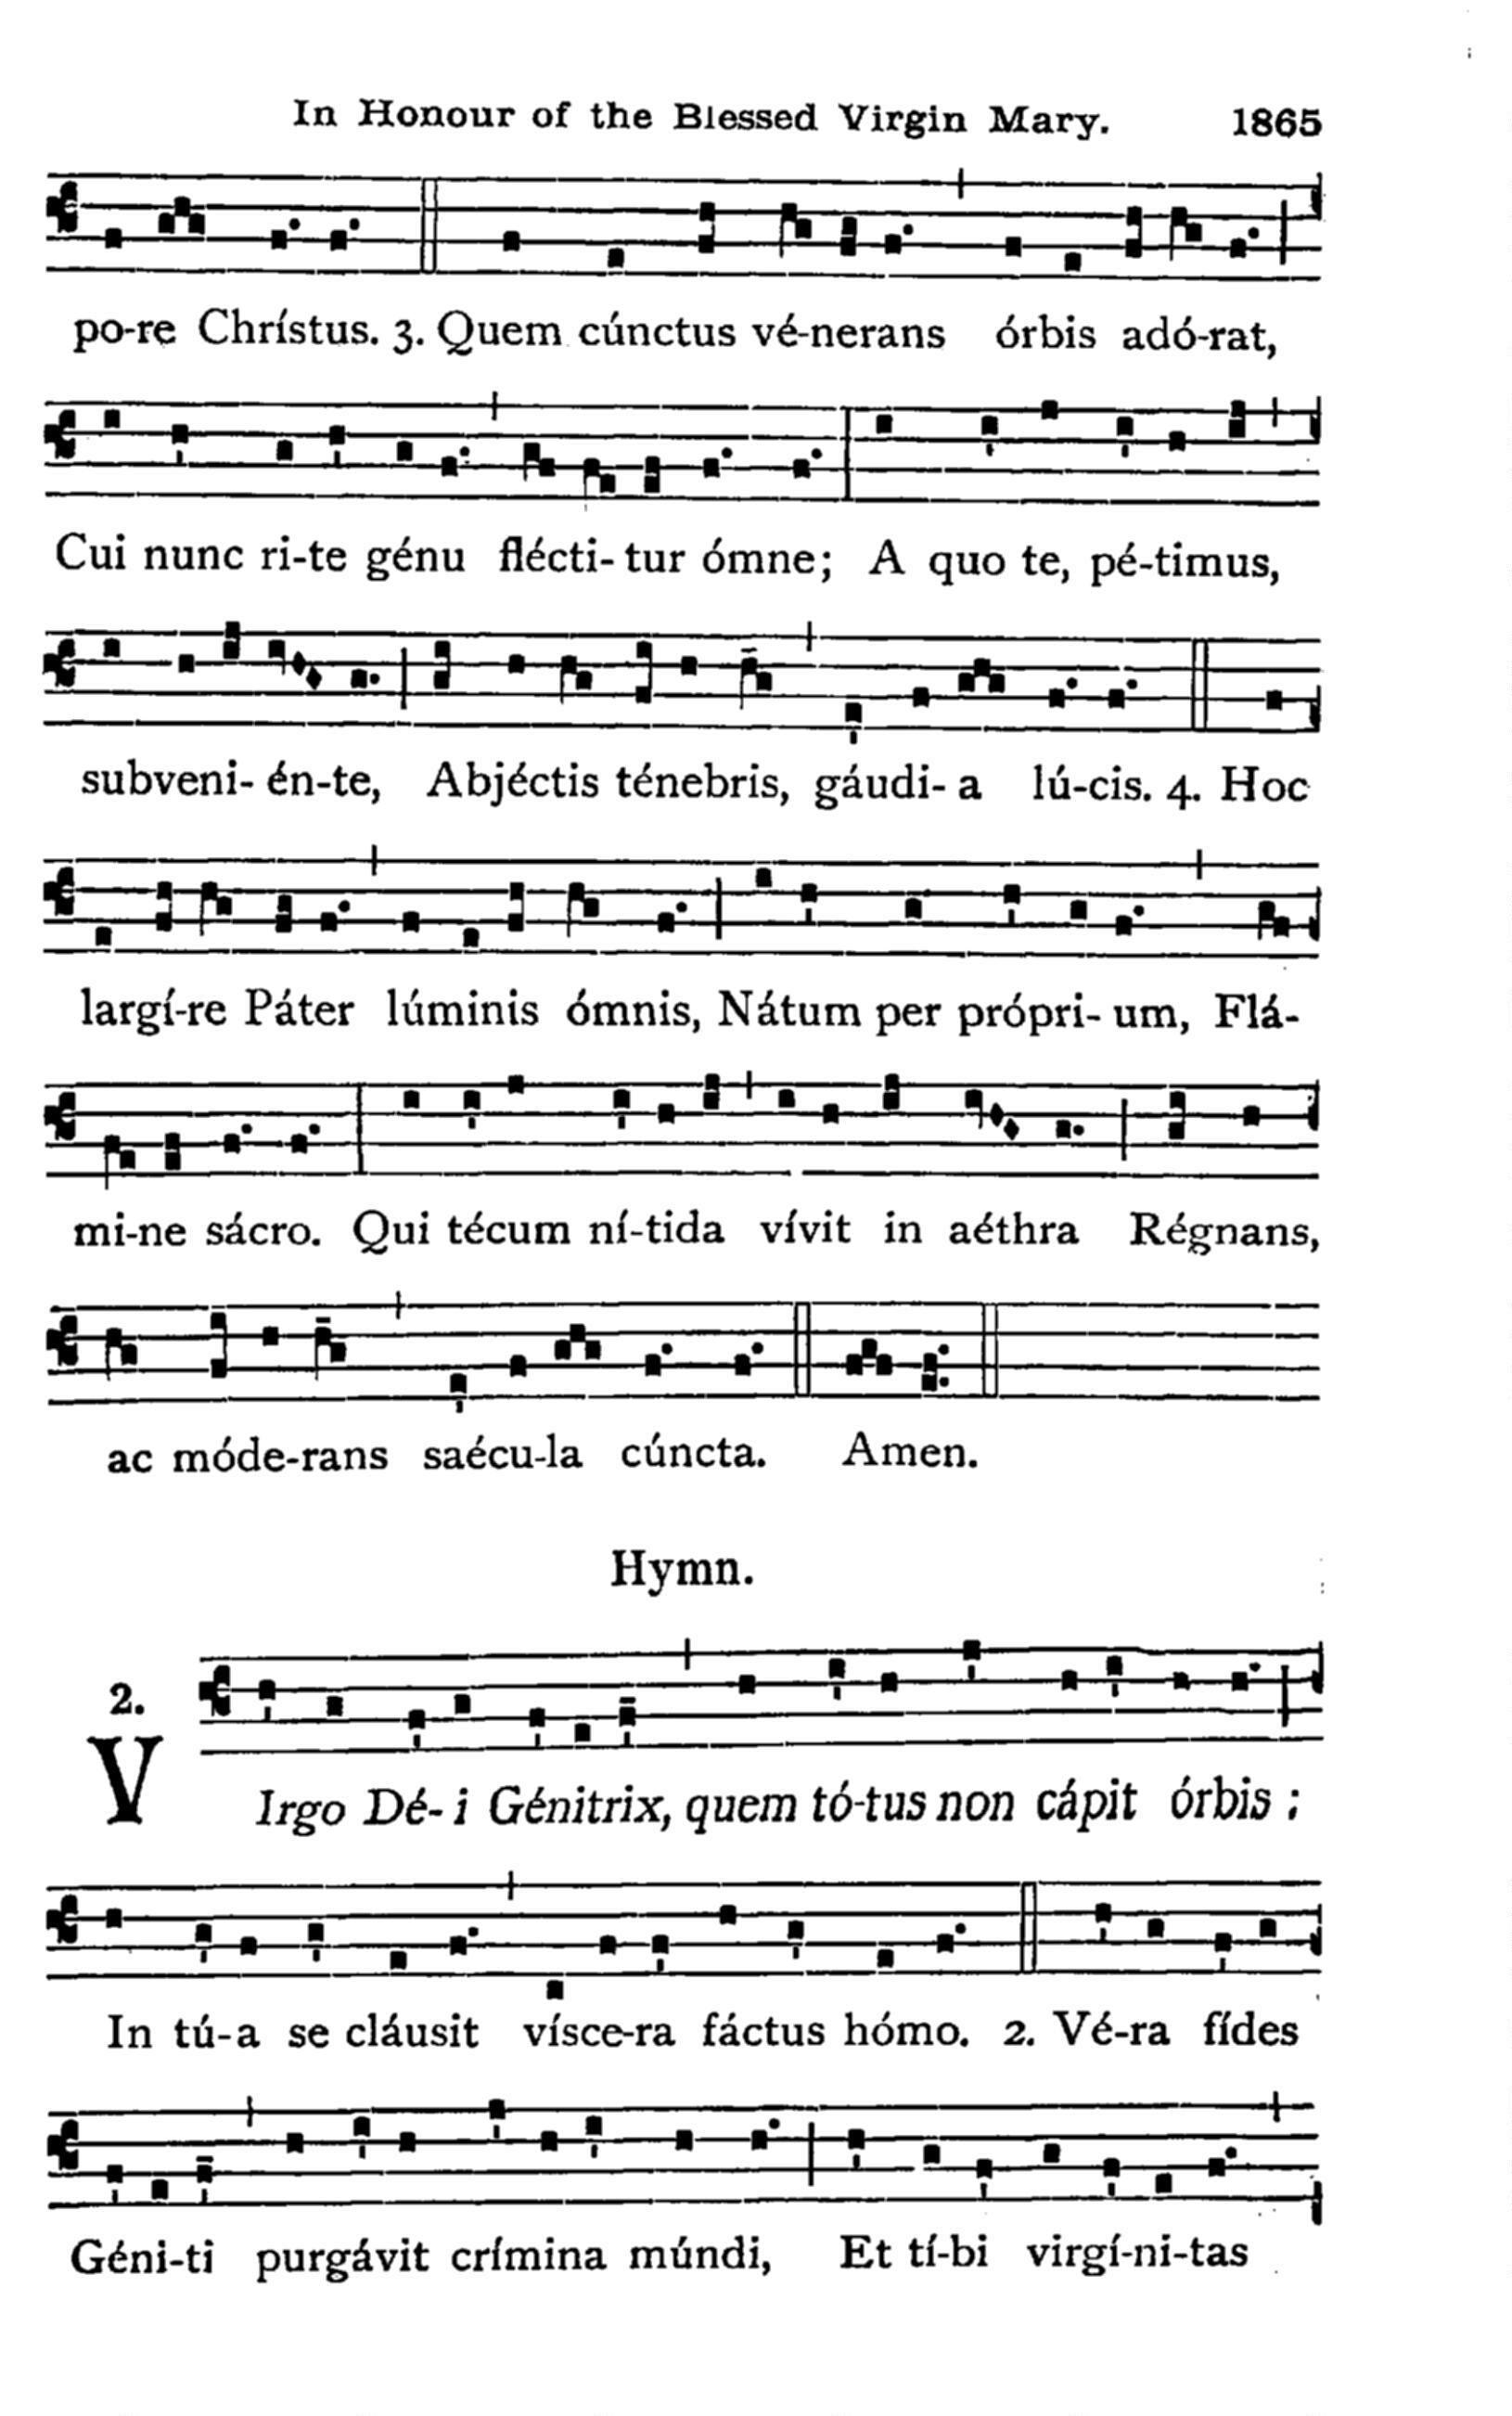 In Honour of the Blessed Virgin Mary. 1865
po-re Chrístus. 3. Quem cúnctus vé-nerans órbis adó-rat,
Cui nunc ri-te génu flécti- tur ómne; A quo te, pé-timus,
subveni- én-te, Abjéctis ténebris, gáudi- a lú-cis. 4. Hoc
largí-re Páter lúminis ómnis, Nátum per própri- um, Flá-
mi-ne sácro. Qui técum ní-tida vívit in aéthra Régnans,
ac móde-rans saécu-la cúncta. Amen.
Hymn.
2.
VIrgo Dé- i Génitrix, quem tó-tus non cápit órbis :
In tú-a se cláusit vísce-ra fáctus hómo. 2. Vé-ra fídes
Géni-ti purgávit crímina múndi, Et tí-bi virgí-ni-tas